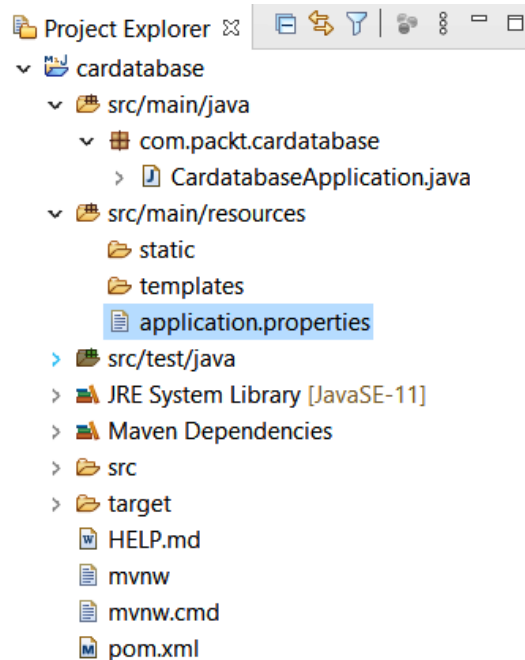 Project Explorer
cardatabase
src/main/java
com.packt.cardatabase
CardatabaseApplication.java
src/main/resources
static
templates
application.properties
src/test/java
JRE System Library [JavaSE-11]
Maven Dependencies
src
target
HELP.md
mvnw
mvnw.cmd
pom.xml